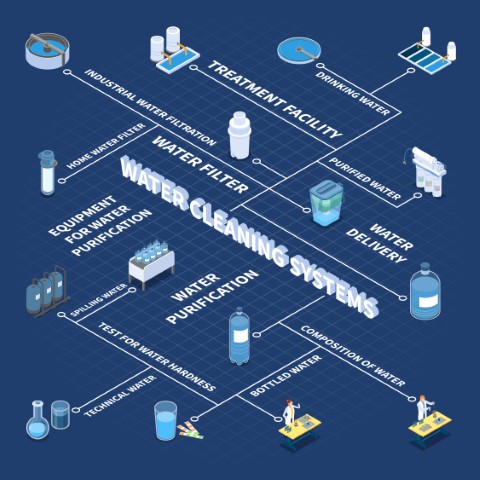 INDUSTRIAL WATER FILTRATION
TREATMENT FACILITY
DRINKING WATER
HOME WATER FILTER
WATER FILTER
PURIFIED WATER
WATER CLEANING SYSTEMS
EQUIPMENT
FOR WATER
PURIFICATION
WATER
DELIVERY
SPILLING WATER
WATER
PURIFICATION
TEST FOR WATER HARDNESS
COMPOSITION OF WATER
TECHNICAL WATER
BOTTLED WATER